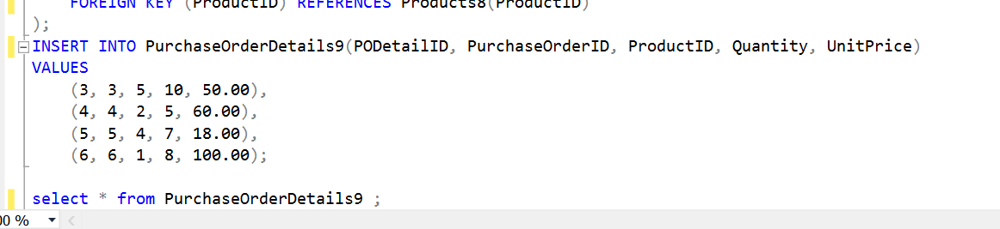 FOREIGN KEY (ProductID) REFERENCES Products8(ProductID)
);
INSERT INTO PurchaseOrderDetails9(PODetailID, PurchaseOrderID, ProductID, Quantity, UnitPrice)
VALUES
(3, 3, 5, 10, 50.00),
(4, 4, 2, 5, 60.00),
(5, 5, 4, 7, 18.00),
(6, 6, 1, 8, 100.00);
select * from PurchaseOrderDetails9 ;
00 %